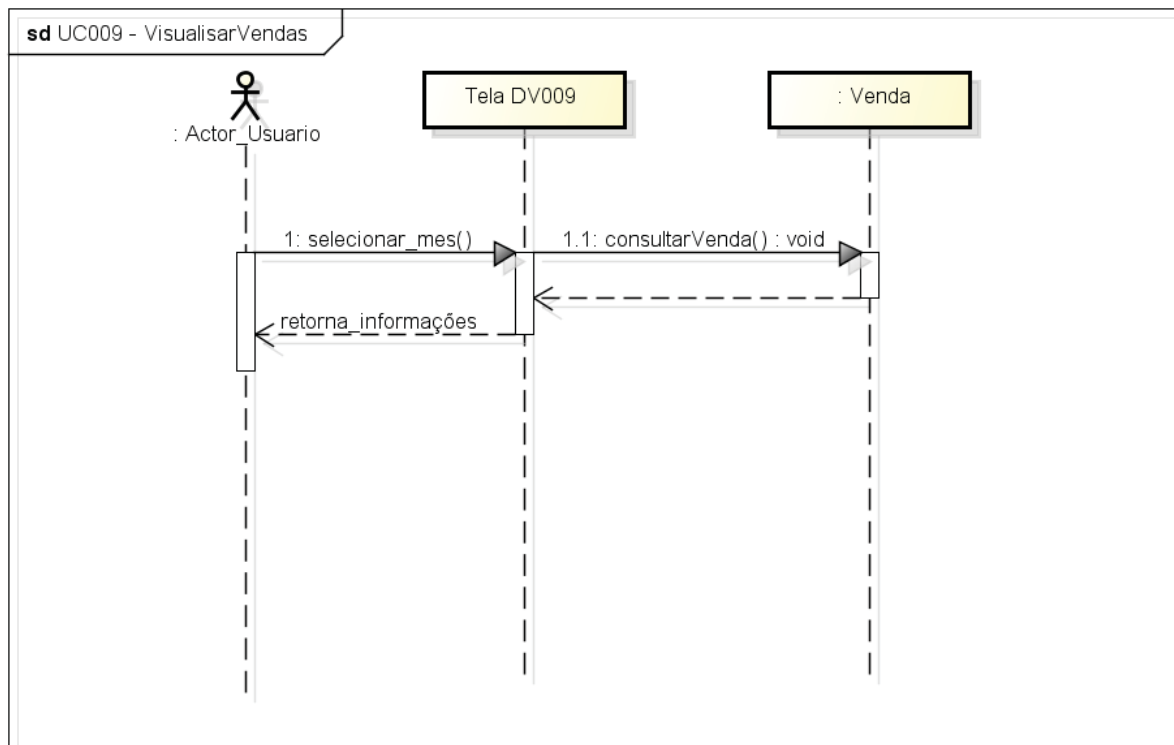 sd UC009 - VisualisarVendas
: Actor_Usuario
Tela DV009
: Venda
1: selecionar_mes()
1.1: consultarVenda() : void
retorna_informações